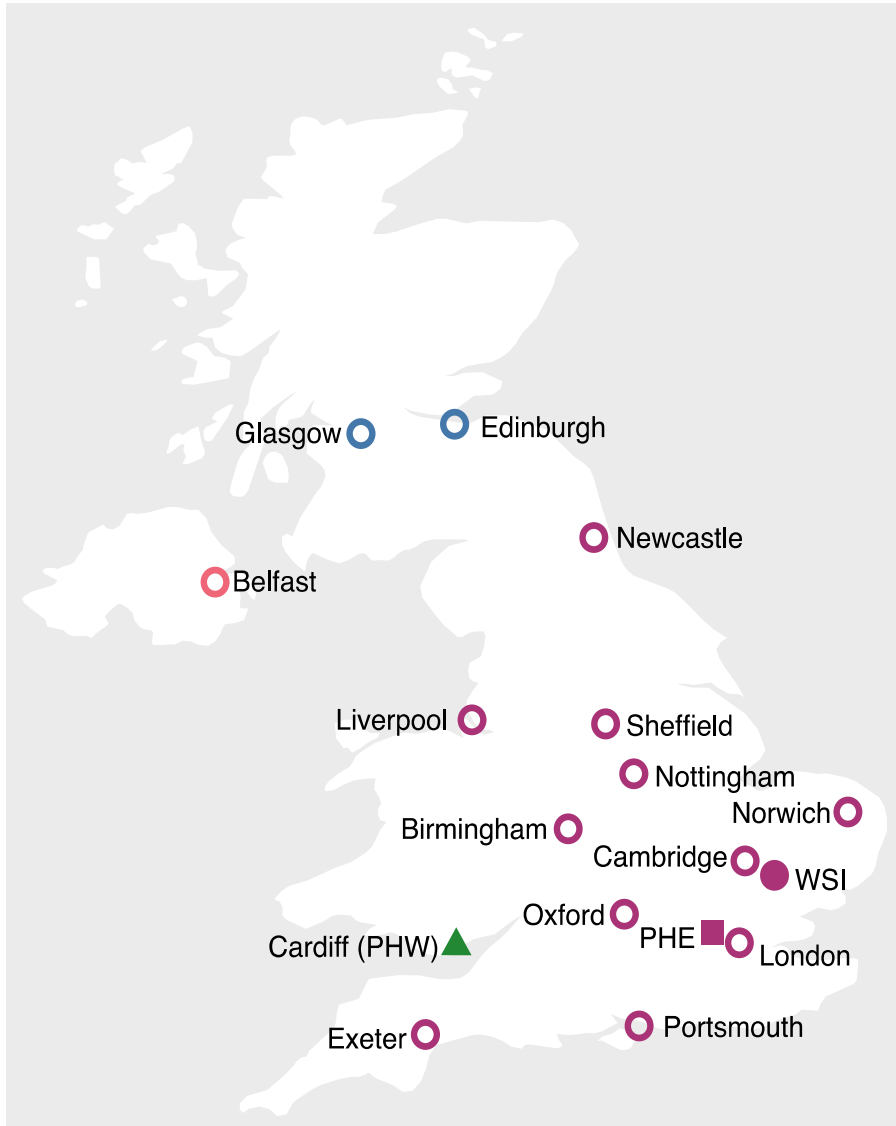 Glasgow
Edinburgh
Newcastle
Belfast
Liverpool
Sheffield
Nottingham
Norwich
Birmingham
Cambridge
WSI
Oxford
PHE
London
Cardiff (PHW)
Exeter
Portsmouth